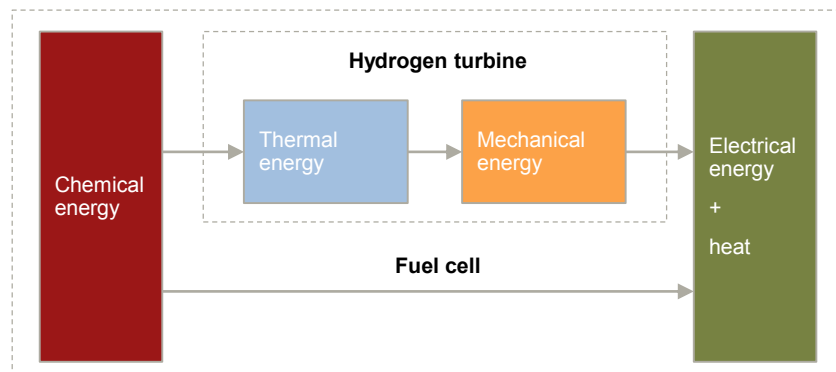 Hydrogen turbine
Chemical
energy
Thermal
energy
Mechanical
energy
Electrical
energy
+
heat
Fuel cell